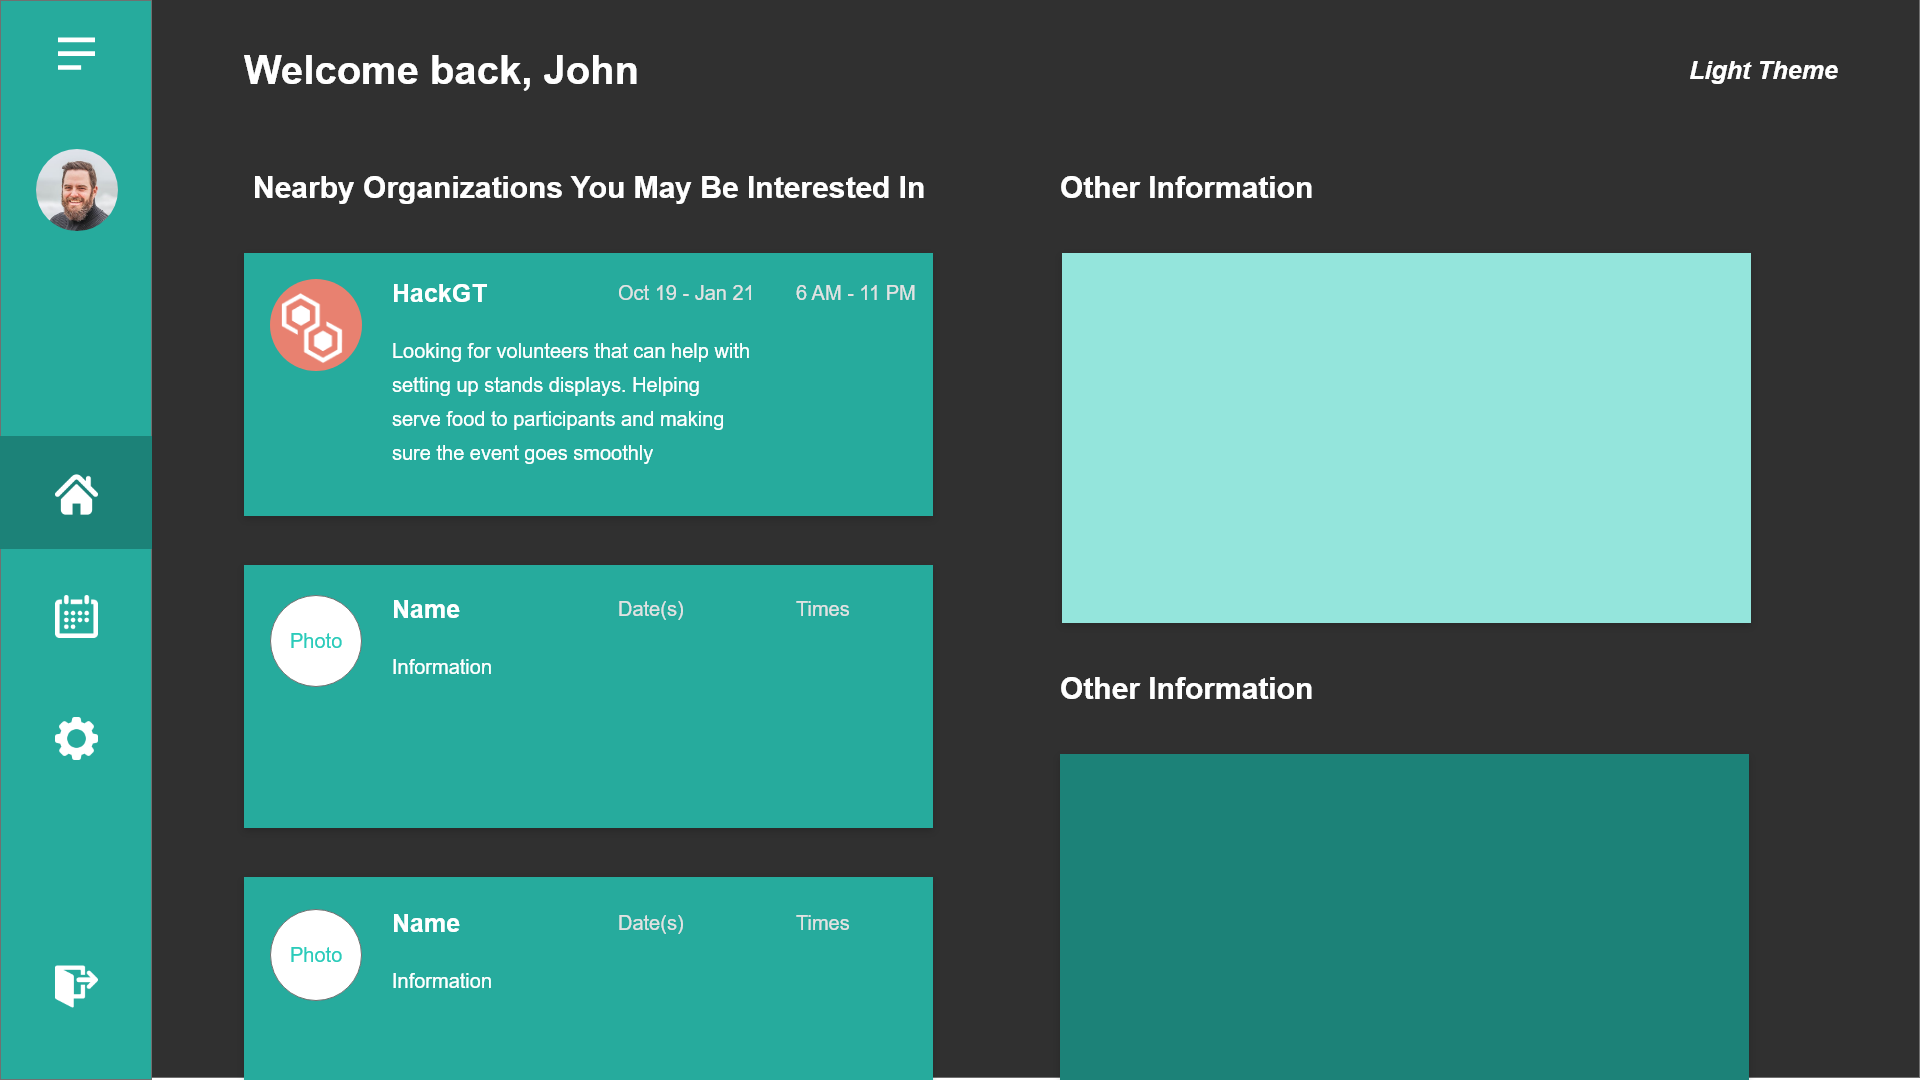 Welcome back, John
Light Theme
Nearby Organizations You May Be Interested In
HackGT
Oct 19 - Jan 21
6 AM - 11 PM
Looking for volunteers that can help with
setting up stands displays. Helping
serve food to participants and making
sure the event goes smoothly
Photo
Name
Date(s)
Times
Information
Photo
Name
Date(s)
Times
Information
Other Information
Other Information